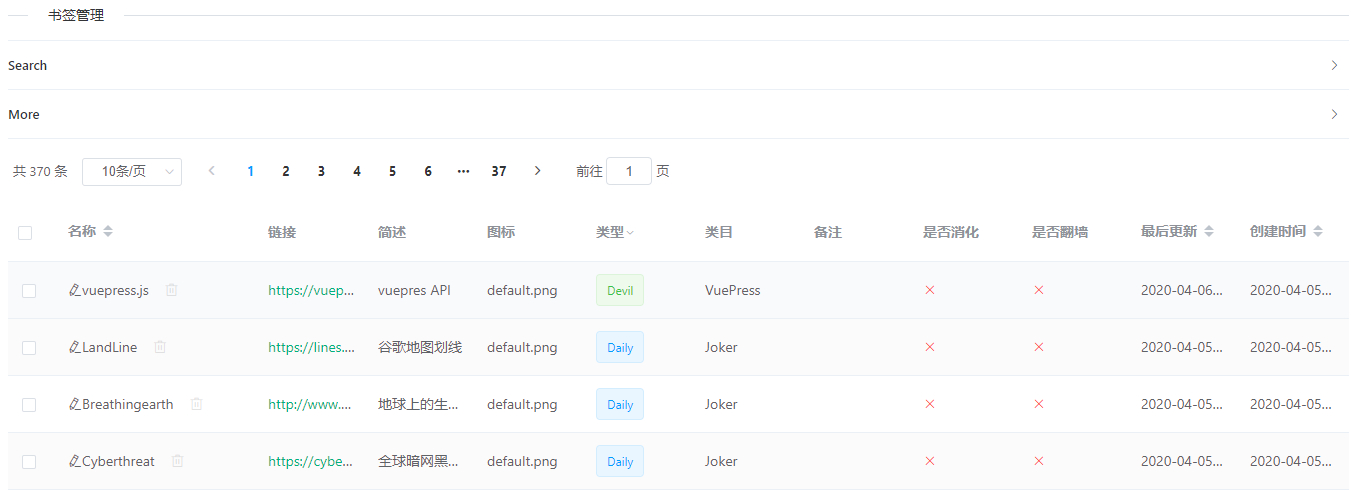 书签管理
Search
More
共 370 条 10条/页 1 2 3 4 5 6 ••• 37 前往 1 页
名称 链接 简述 图标 类型 类目 备注 是否消化 是否翻墙 最后更新 创建时间
vuepress.js https://vuep... vuepres API default.png Devil VuePress 2020-04-06... 2020-04-05...
LandLine https://lines.... 谷歌地图划线 default.png Daily Joker 2020-04-05... 2020-04-05...
Breathingearth http://www.... 地球上的生... default.png Daily Joker 2020-04-05... 2020-04-05...
Cyberthreat https://cybe... 全球暗网黑... default.png Daily Joker 2020-04-05... 2020-04-05...